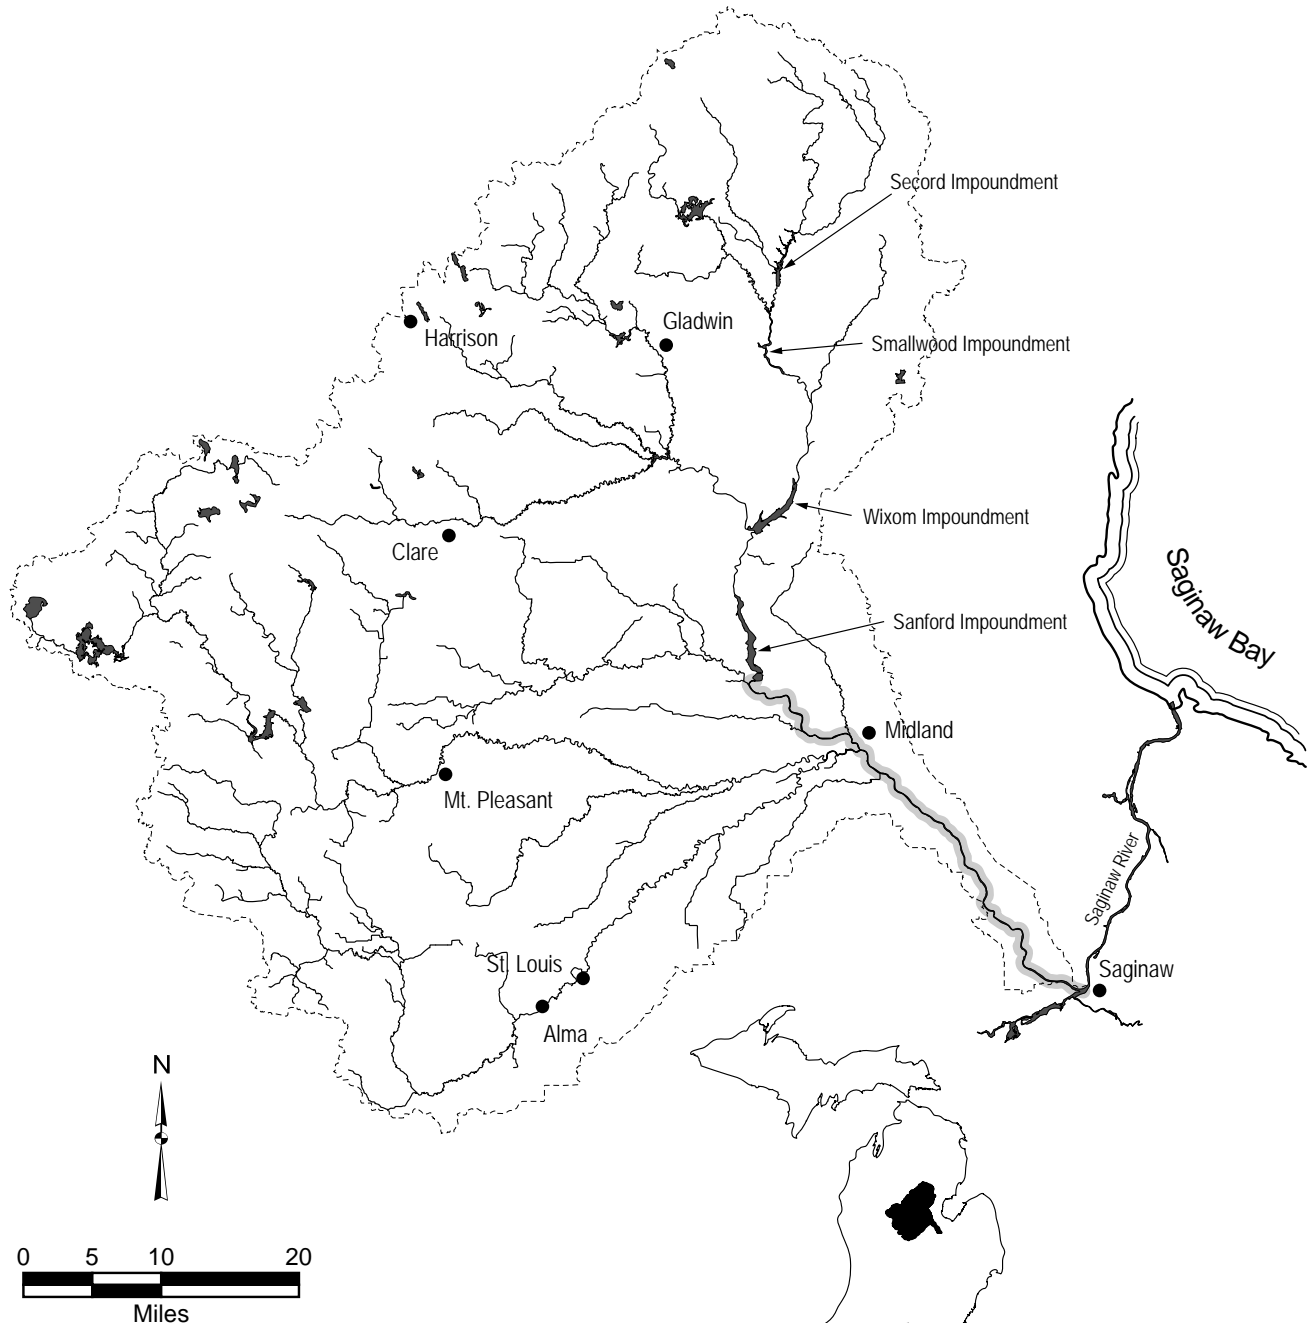 Secord Impoundment
Gladwin
Harrison
Smallwood Impoundment
Wixom Impoundment
Clare
Saginaw Bay
Sanford Impoundment
Midland
Mt. Pleasant
Saginaw River
St. Louis
Saginaw
Alma
N
0 5 10 20
Miles